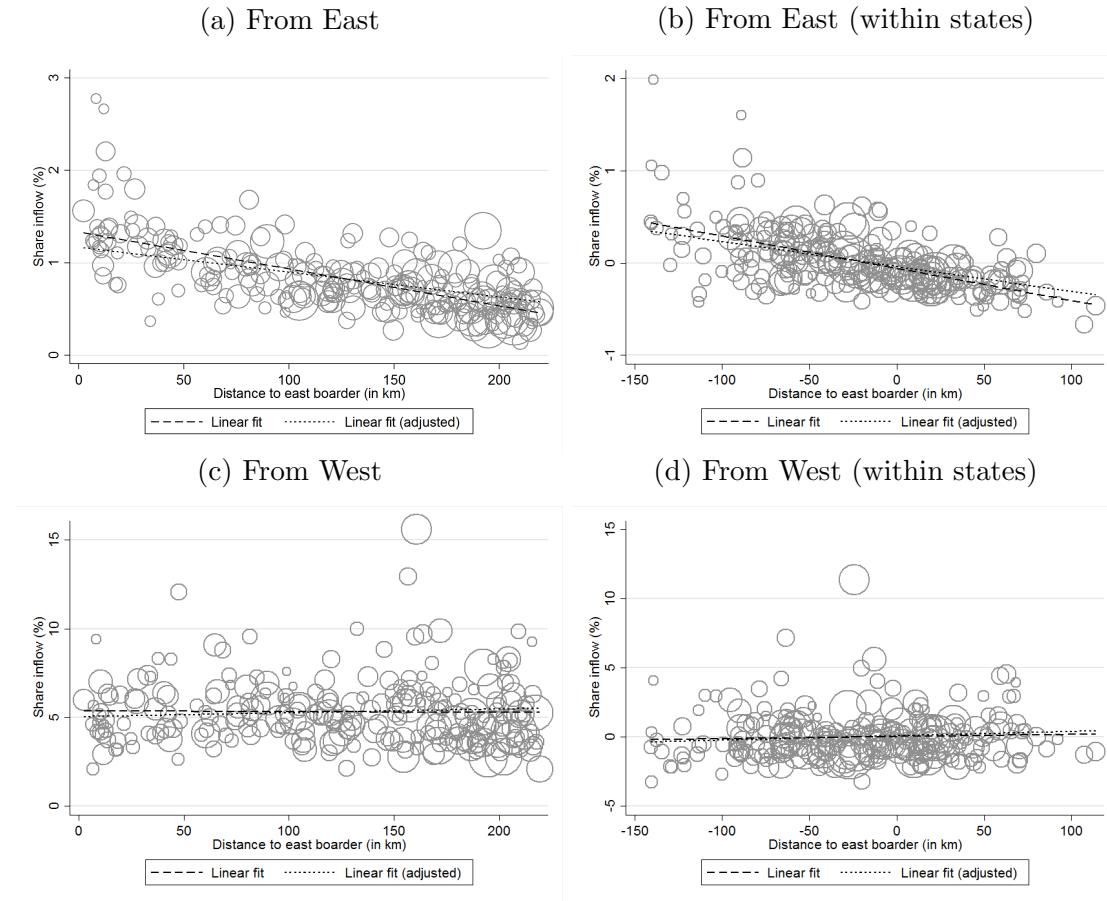 (a) From East
(b) From East (within states)
Share inflow (%)
3
2
1
0
0 50 100 150 200
Distance to east boarder (in km)
Linear fit Linear fit (adjusted)
Share inflow (%)
2
1
0
-1
-150 -100 -50 0 50 100
Distance to east boarder (in km)
Linear fit Linear fit (adjusted)
(c) From West
(d) From West (within states)
Share inflow (%)
15
10
5
0
0 50 100 150 200
Distance to east boarder (in km)
Linear fit Linear fit (adjusted)
Share inflow (%)
15
10
5
0
-5
-150 -100 -50 0 50 100
Distance to east boarder (in km)
Linear fit Linear fit (adjusted)